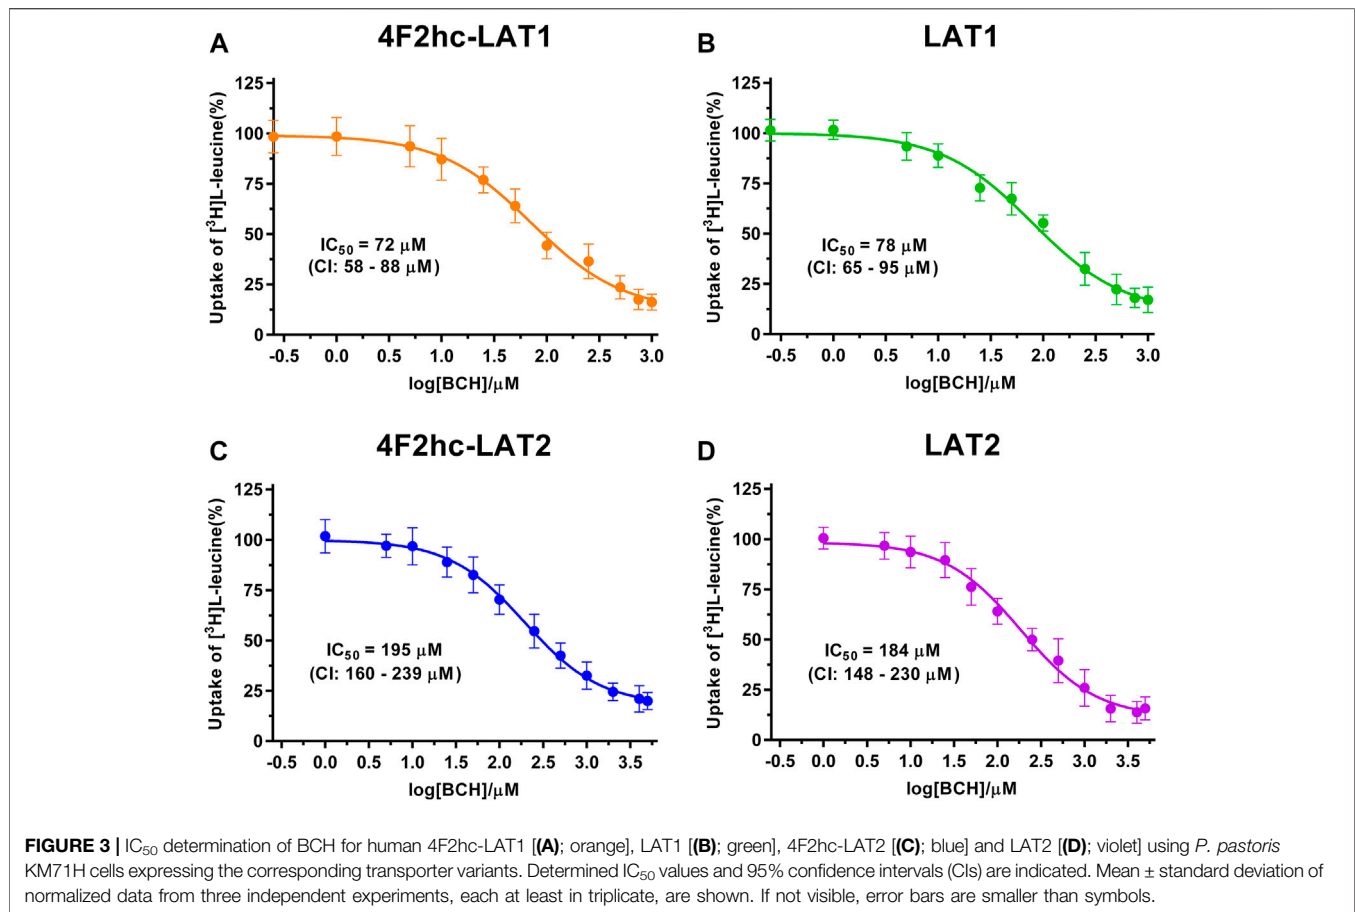 A
4F2hc-LAT1
Uptake of [³H]L-leucine(%)
125
100
75
50
25
0
IC₅₀ = 72 μM
(CI: 58 - 88 μM)
-0.5 0.0 0.5 1.0 1.5 2.0 2.5 3.0
log[BCH]/μM
B
LAT1
Uptake of [³H]L-leucine(%)
125
100
75
50
25
0
IC₅₀ = 78 μM
(CI: 65 - 95 μM)
-0.5 0.0 0.5 1.0 1.5 2.0 2.5 3.0
log[BCH]/μM
C
4F2hc-LAT2
Uptake of [³H]L-leucine(%)
125
100
75
50
25
0
IC₅₀ = 195 μM
(CI: 160 - 239 μM)
-0.5 0.0 0.5 1.0 1.5 2.0 2.5 3.0 3.5
log[BCH]/μM
D
LAT2
Uptake of [³H]L-leucine(%)
125
100
75
50
25
0
IC₅₀ = 184 μM
(CI: 148 - 230 μM)
-0.5 0.0 0.5 1.0 1.5 2.0 2.5 3.0 3.5
log[BCH]/μM
FIGURE 3 | IC₅₀ determination of BCH for human 4F2hc-LAT1 [(A); orange], LAT1 [(B); green], 4F2hc-LAT2 [(C); blue] and LAT2 [(D); violet] using P. pastoris
KM71H cells expressing the corresponding transporter variants. Determined IC₅₀ values and 95% confidence intervals (CIs) are indicated. Mean ± standard deviation of
normalized data from three independent experiments, each at least in triplicate, are shown. If not visible, error bars are smaller than symbols.